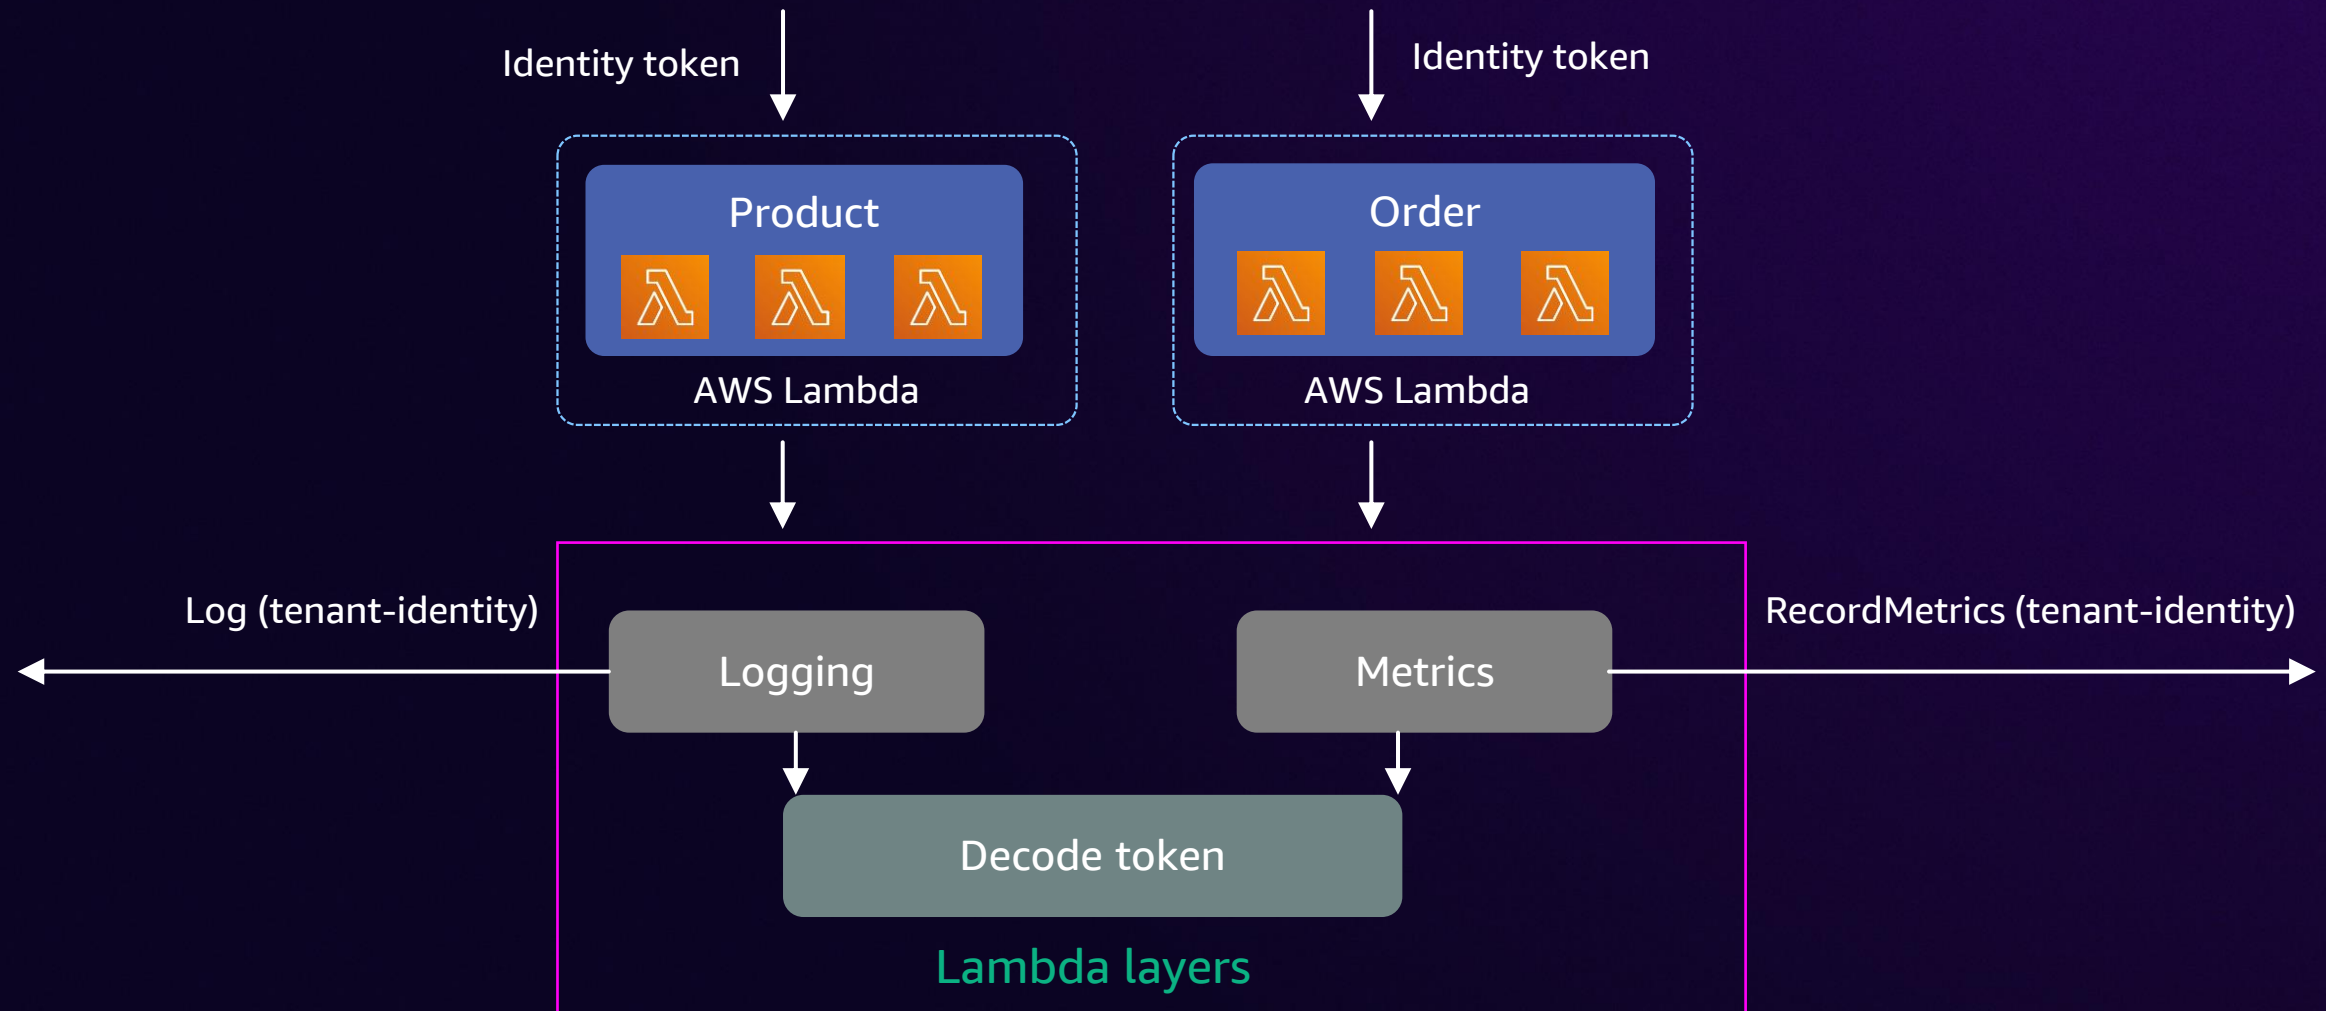 Identity token
Identity token
Product
Order
AWS Lambda
AWS Lambda
Log (tenant-identity)
RecordMetrics (tenant-identity)
Logging
Metrics
Decode token
Lambda layers